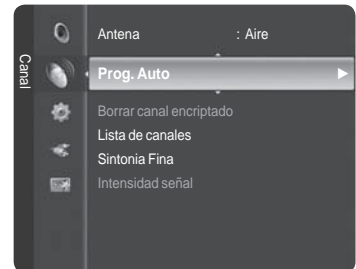 Canal
Antena : Aire
Prog. Auto
Borrar canal encriptado
Lista de canales
Sintonia Fina
Intensidad señal